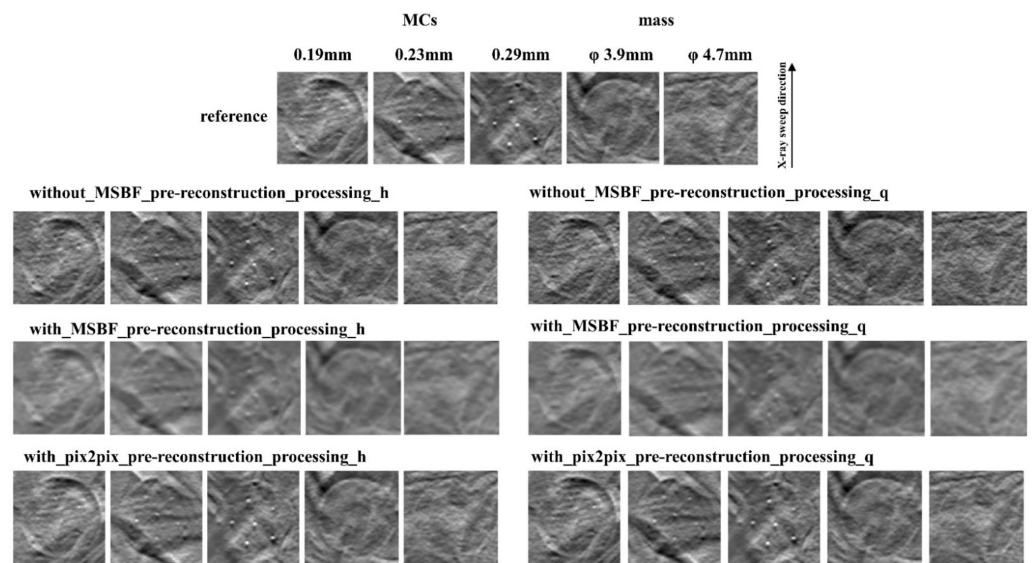 MCs mass
0.19mm 0.23mm 0.29mm φ 3.9mm φ 4.7mm
reference
X-ray sweep direction
without_MSBF_pre-reconstruction_processing_h
without_MSBF_pre-reconstruction_processing_q
with_MSBF_pre-reconstruction_processing_h
with_MSBF_pre-reconstruction_processing_q
with_pix2pix_pre-reconstruction_processing_h
with_pix2pix_pre-reconstruction_processing_q